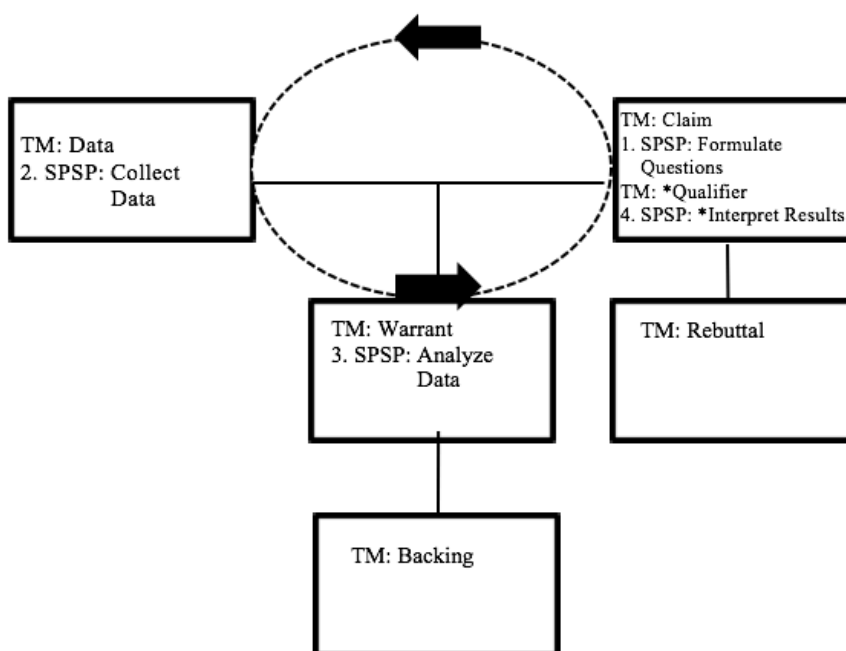 TM: Data
2. SPSP: Collect
Data
TM: Claim
1. SPSP: Formulate
Questions
TM: *Qualifier
4. SPSP: *Interpret Results
TM: Warrant
3. SPSP: Analyze
Data
TM: Rebuttal
TM: Backing